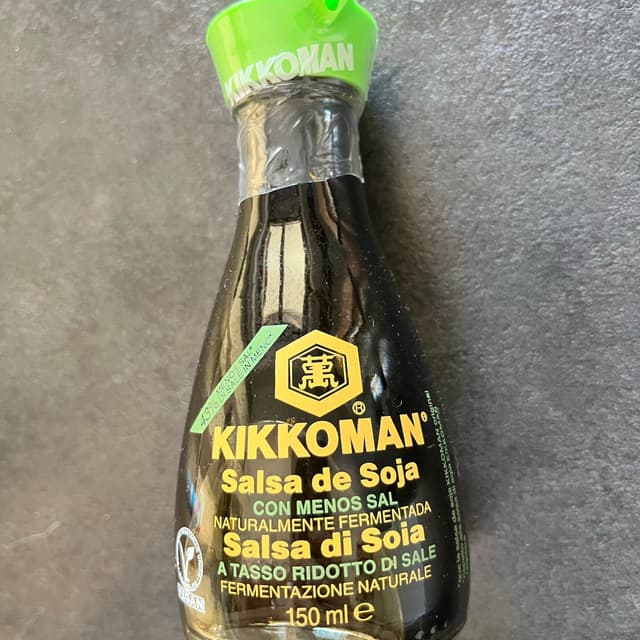 KIKKOMAN
萬
®
KIKKOMAN®
Salsa de Soja
CON MENOS SAL
NATURALMENTE FERMENTADA
Salsa di Soia
A TASSO RIDOTTO DI SALE
FERMENTAZIONE NATURALE
150 ml e